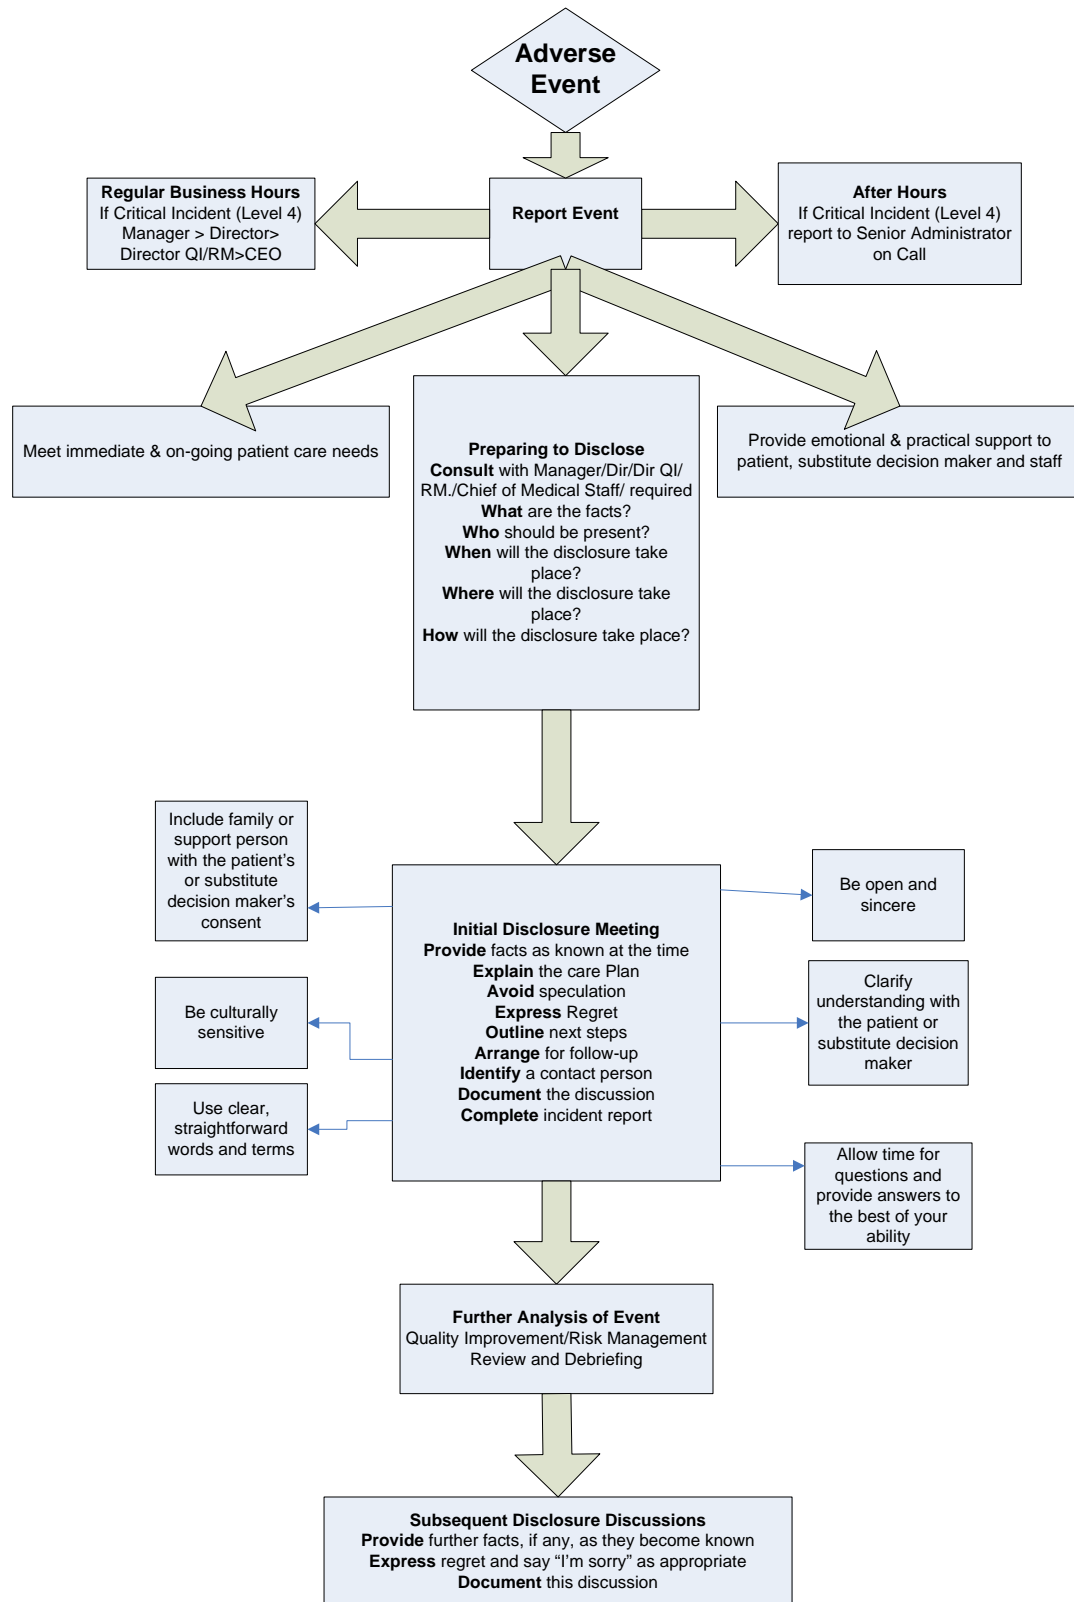 Adverse
Event
Regular Business Hours
If Critical Incident (Level 4)
Manager > Director>
Director QI/RM>CEO
Report Event
After Hours
If Critical Incident (Level 4)
report to Senior Administrator
on Call
Meet immediate & on-going patient care needs
Preparing to Disclose
Consult with Manager/Dir/Dir QI/
RM./Chief of Medical Staff/ required
What are the facts?
Who should be present?
When will the disclosure take
place?
Where will the disclosure take
place?
How will the disclosure take place?
Provide emotional & practical support to
patient, substitute decision maker and staff
Include family or
support person
with the patient's
or substitute
decision maker's
consent
Be culturally
sensitive
Use clear,
straightforward
words and terms
Initial Disclosure Meeting
Provide facts as known at the time
Explain the care Plan
Avoid speculation
Express Regret
Outline next steps
Arrange for follow-up
Identify a contact person
Document the discussion
Complete incident report
Be open and
sincere
Clarify
understanding with
the patient or
substitute decision
maker
Allow time for
questions and
provide answers to
the best of your
ability
Further Analysis of Event
Quality Improvement/Risk Management
Review and Debriefing
Subsequent Disclosure Discussions
Provide further facts, if any, as they become known
Express regret and say “I'm sorry” as appropriate
Document this discussion